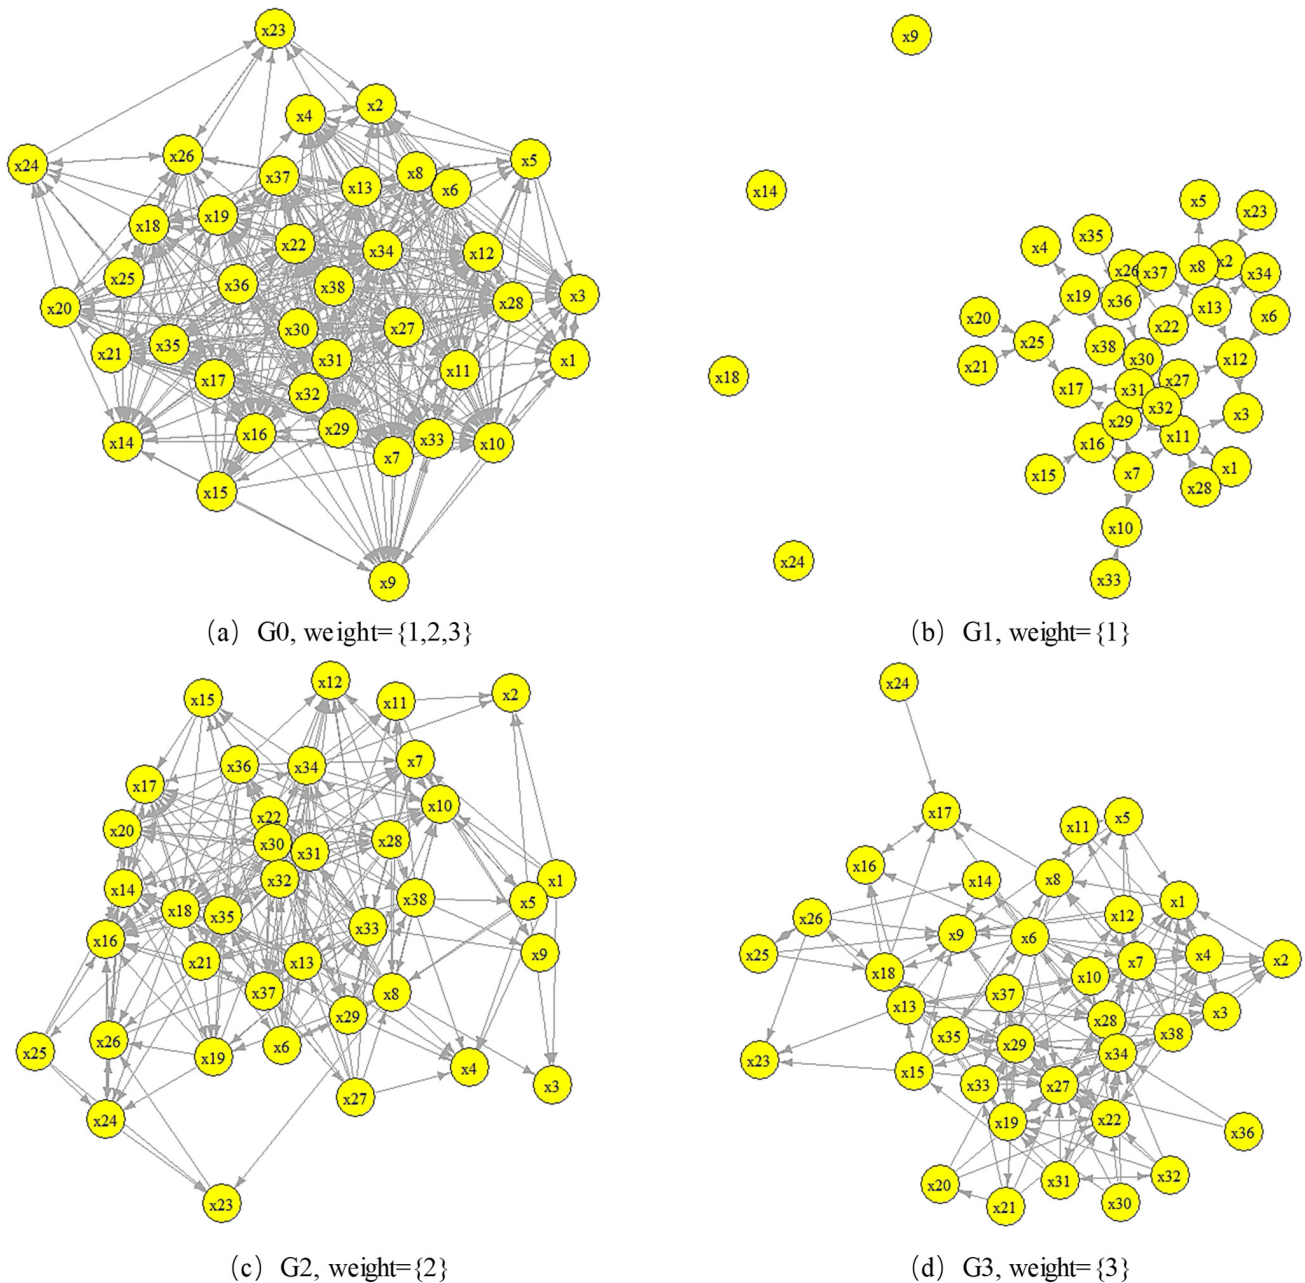 x23
x4
x2
x24
x26
x5
x37
x13
x8
x6
x18
x19
x22
x34
x12
x25
x36
x38
x3
x20
x28
x30
x27
x21
x35
x31
x1
x17
x11
x32
x14
x16
x29
x33
x10
x7
x15
x9
(a) G0, weight={1,2,3}
x9
x14
x5
x23
x35
x4
x26
x37
x8
x2
x34
x19
x36
x13
x6
x20
x22
x25
x38
x30
x12
x21
x18
x17
x31
x27
x32
x3
x29
x11
x16
x15
x7
x1
x28
x10
x24
x33
(b) G1, weight={1}
x12
x15
x11
x2
x36
x34
x7
x17
x10
x22
x20
x30
x28
x31
x32
x1
x14
x38
x5
x18
x35
x33
x16
x9
x21
x13
x37
x8
x29
x26
x6
x25
x19
x4
x3
x27
x24
x23
(c) G2, weight={2}
x24
x17
x11
x5
x16
x14
x8
x1
x26
x12
x9
x6
x25
x4
x2
x18
x7
x10
x37
x13
x3
x28
x38
x35
x29
x34
x23
x15
x33
x27
x19
x22
x36
x32
x31
x20
x21
x30
(d) G3, weight={3}